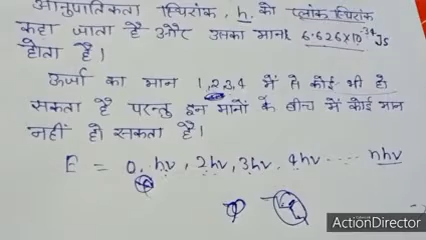 आनुपातिकता स्थिरांक, h. को प्लांक स्थिरांक
कहा जाता है और उसका मान 6.626×10⁻³⁴ Js
होता है।
ऊर्जा का मान 1,2,3,4 में से कोई भी हो
सकता है परन्तु इन मानों के बीच में कोई मान
नहीं हो सकता है।
E = 0, hν, 2hν, 3hν, 4hν ..... nhν
ActionDirector